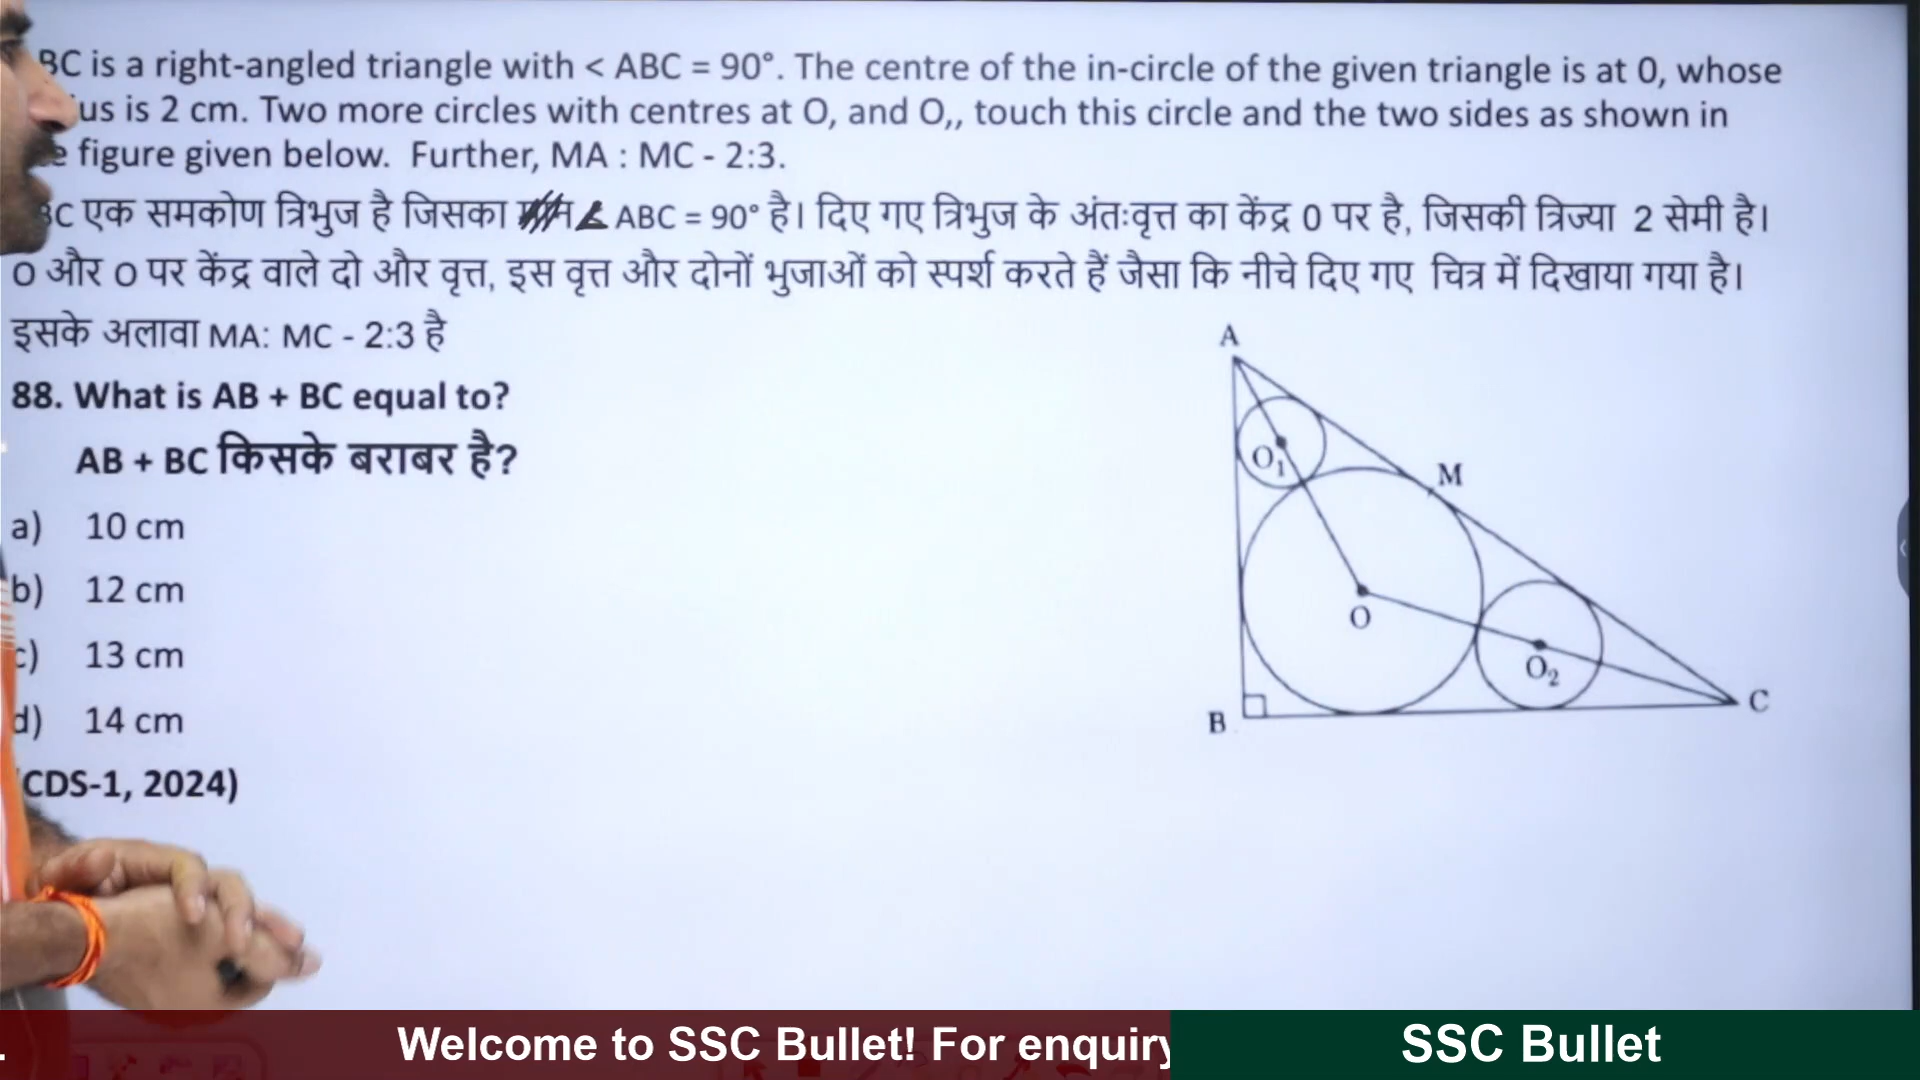 BC is a right-angled triangle with < ABC = 90°. The centre of the in-circle of the given triangle is at 0, whose
us is 2 cm. Two more circles with centres at O, and O,, touch this circle and the two sides as shown in
e figure given below. Further, MA : MC - 2:3.
BC एक समकोण त्रिभुज है जिसका ∠ ABC = 90° है। दिए गए त्रिभुज के अंतःवृत्त का केंद्र 0 पर है, जिसकी त्रिज्या 2 सेमी है।
O और O पर केंद्र वाले दो और वृत्त, इस वृत्त और दोनों भुजाओं को स्पर्श करते हैं जैसा कि नीचे दिए गए चित्र में दिखाया गया है।
इसके अलावा MA: MC - 2:3 है
88. What is AB + BC equal to?
AB + BC किसके बराबर है?
a) 10 cm
b) 12 cm
c) 13 cm
d) 14 cm
(CDS-1, 2024)
A
O1
M
O
O2
B
C
Welcome to SSC Bullet! For enquiry
SSC Bullet